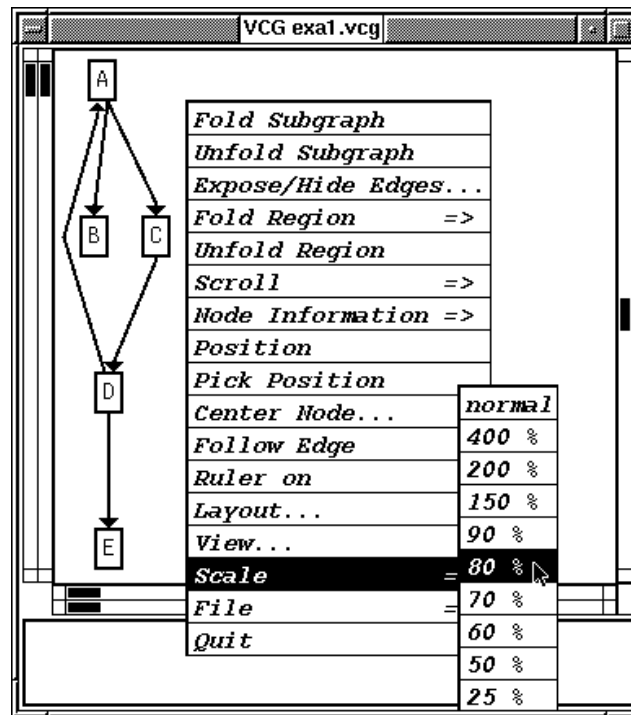 VCG exa1.vcg
A
B
C
D
E
Fold Subgraph
Unfold Subgraph
Expose/Hide Edges...
Fold Region =>
Unfold Region
Scroll =>
Node Information =>
Position
Pick Position
Center Node...
Follow Edge
Ruler on
Layout...
View...
Scale =
File =
Quit
normal
400 %
200 %
150 %
90 %
80 %
70 %
60 %
50 %
25 %